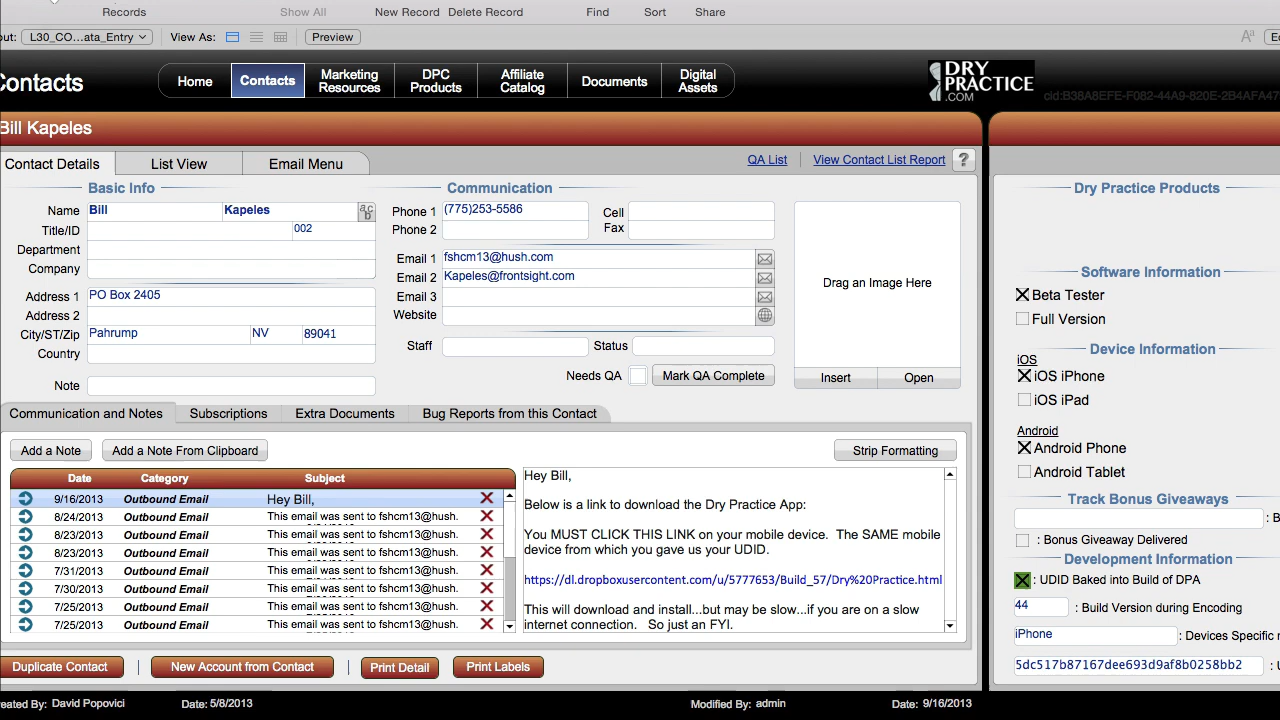 Records Show All New Record Delete Record Find Sort Share
out: L30_CO...ata_Entry View As: Preview Aª Ed
Contacts Home Contacts Marketing Resources DPC Products Affiliate Catalog Documents Digital Assets DRY PRACTICE .COM
Bill Kapeles
Contact Details List View Email Menu QA List View Contact List Report ?
Basic Info Communication Dry Practice Products
Name Bill Kapeles
Title/ID 002
Department
Company
Address 1 PO Box 2405
Address 2
City/ST/Zip Pahrump NV 89041
Country
Note
Phone 1 (775)253-5586 Cell
Phone 2 Fax
Email 1 fshcm13@hush.com
Email 2 Kapeles@frontsight.com
Email 3
Website
Staff Status
Needs QA Mark QA Complete
Drag an Image Here
Insert Open
Communication and Notes Subscriptions Extra Documents Bug Reports from this Contact
Add a Note Add a Note From Clipboard Strip Formatting
Date Category Subject
9/16/2013 Outbound Email Hey Bill,
8/24/2013 Outbound Email This email was sent to fshcm13@hush.
8/23/2013 Outbound Email This email was sent to fshcm13@hush.
8/23/2013 Outbound Email This email was sent to fshcm13@hush.
7/31/2013 Outbound Email This email was sent to fshcm13@hush.
7/30/2013 Outbound Email This email was sent to fshcm13@hush.
7/25/2013 Outbound Email This email was sent to fshcm13@hush.
7/25/2013 Outbound Email This email was sent to fshcm13@hush.
Hey Bill,
Below is a link to download the Dry Practice App:
You MUST CLICK THIS LINK on your mobile device. The SAME mobile
device from which you gave us your UDID.
https://dl.dropboxusercontent.com/u/5777653/Build_57/Dry%20Practice.html
This will download and install...but may be slow...if you are on a slow
internet connection. So just an FYI.
Software Information
Beta Tester
Full Version
Device Information
iOS
iOS iPhone
iOS iPad
Android
Android Phone
Android Tablet
Track Bonus Giveaways
: B
: Bonus Giveaway Delivered
Development Information
: UDID Baked into Build of DPA
44 : Build Version during Encoding
iPhone : Devices Specific
5dc517b87167dee693d9af8b0258bb2
Duplicate Contact New Account from Contact Print Detail Print Labels
eated By: David Popovici Date: 5/8/2013 Modified By: admin Date: 9/16/2013